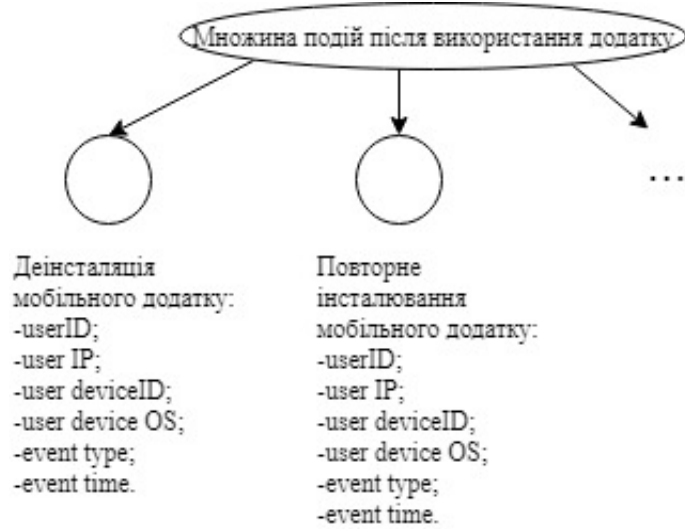 Множина подій після використання додатку
...
Деінсталяція
мобільного додатку:
-userID;
-user IP;
-user deviceID;
-user device OS;
-event type;
-event time.
Повторне
інсталювання
мобільного додатку:
-userID;
-user IP;
-user deviceID;
-user device OS;
-event type;
-event time.